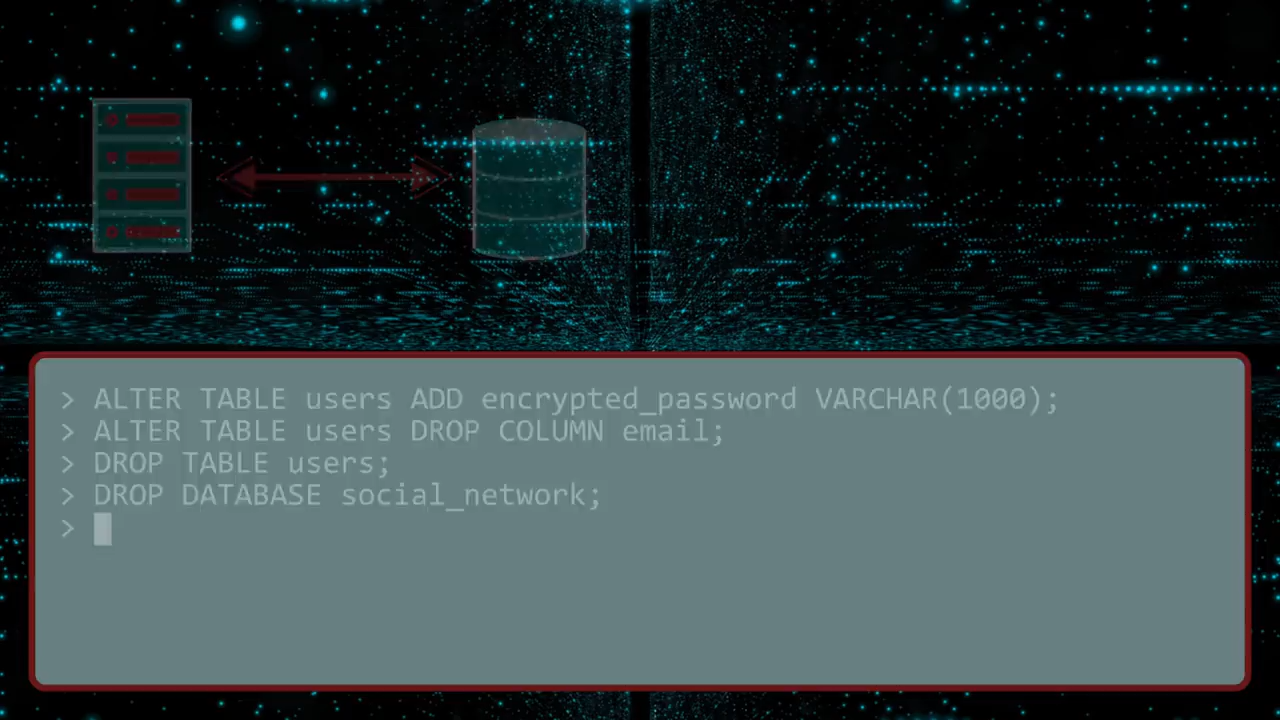 > ALTER TABLE users ADD encrypted_password VARCHAR(1000);
> ALTER TABLE users DROP COLUMN email;
> DROP TABLE users;
> DROP DATABASE social_network;
>